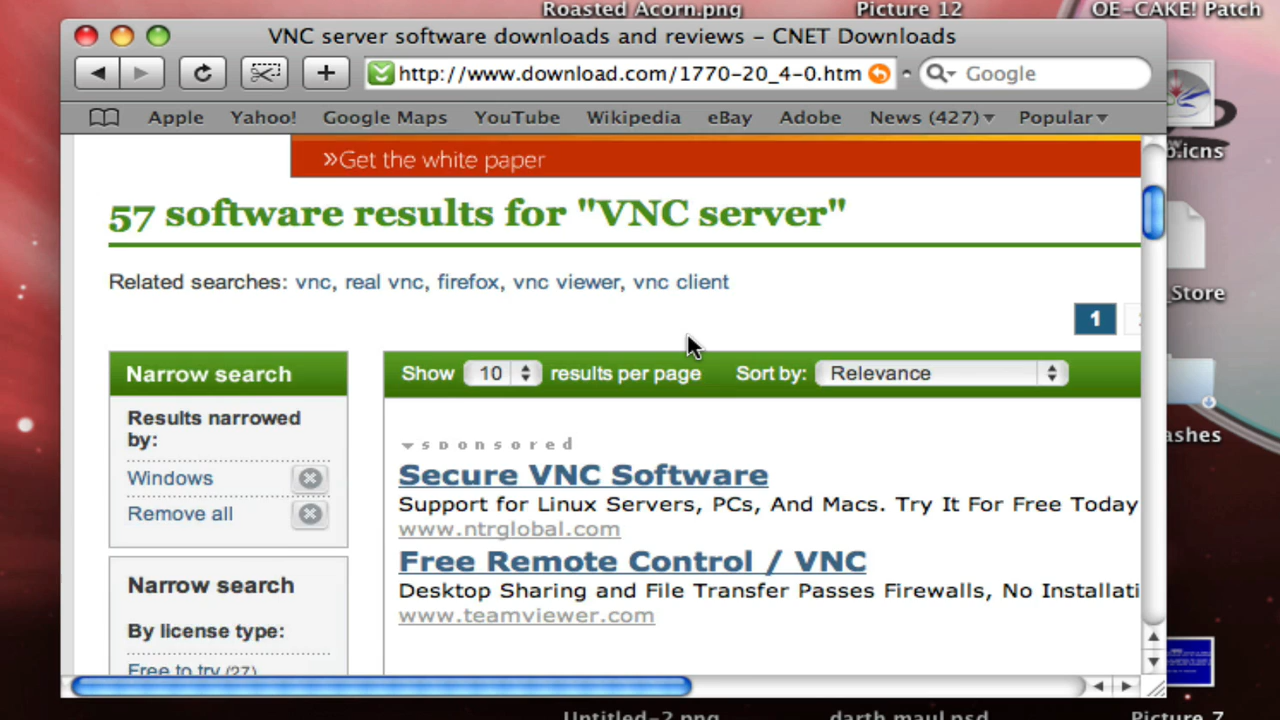 Roasted Acorn.png
Picture 12
OE-CAKE! Patch
VNC server software downloads and reviews – CNET Downloads
http://www.download.com/1770-20_4-0.htm
Google
Apple
Yahoo!
Google Maps
YouTube
Wikipedia
eBay
Adobe
News (427)
Popular
»Get the white paper
57 software results for "VNC server"
Related searches: vnc, real vnc, firefox, vnc viewer, vnc client
1
Narrow search
Results narrowed
by:
Windows
Remove all
Narrow search
By license type:
Free to try (27)
Show 10 results per page
Sort by: Relevance
sponsored
Secure VNC Software
Support for Linux Servers, PCs, And Macs. Try It For Free Today
www.ntrglobal.com
Free Remote Control / VNC
Desktop Sharing and File Transfer Passes Firewalls, No Installati
www.teamviewer.com
.icns
_Store
ashes
Untitled-2.png
darth maul.psd
Picture 7